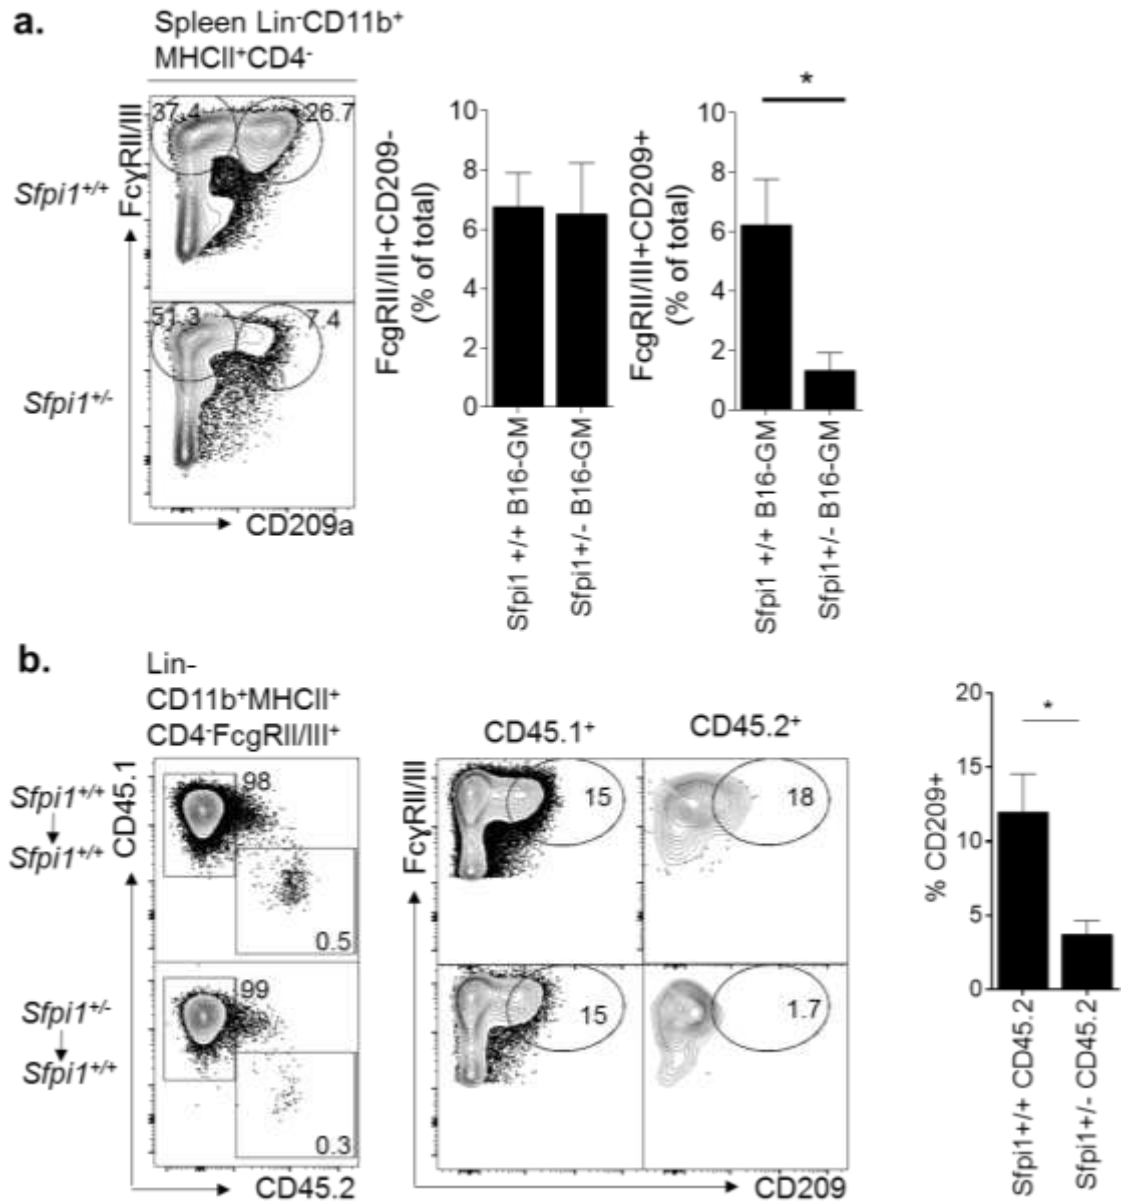 a.
Spleen Lin⁻CD11b⁺
MHCII⁺CD4⁻
FcγRII/III
37.4
26.7
Sfpi1⁺/⁺
51.3
7.4
Sfpi1⁺/⁻
CD209a
FcgRII/III+CD209-
(% of total)
10
8
6
4
2
0
Sfpi1 +/+ B16-GM
Sfpi1+/- B16-GM
*
FcgRII/III+CD209+
(% of total)
10
8
6
4
2
0
Sfpi1 +/+ B16-GM
Sfpi1+/- B16-GM
b.
Lin-
CD11b⁺MHCII⁺
CD4⁻FcgRII/III⁺
CD45.1
Sfpi1⁺/⁺
Sfpi1⁺/⁺
98
0.5
Sfpi1⁺/⁻
Sfpi1⁺/⁺
99
0.3
CD45.2
CD45.1⁺
CD45.2⁺
FcγRII/III
15
18
15
1.7
CD209
% CD209+
20
15
10
5
0
*
Sfpi1+/+ CD45.2
Sfpi1+/- CD45.2